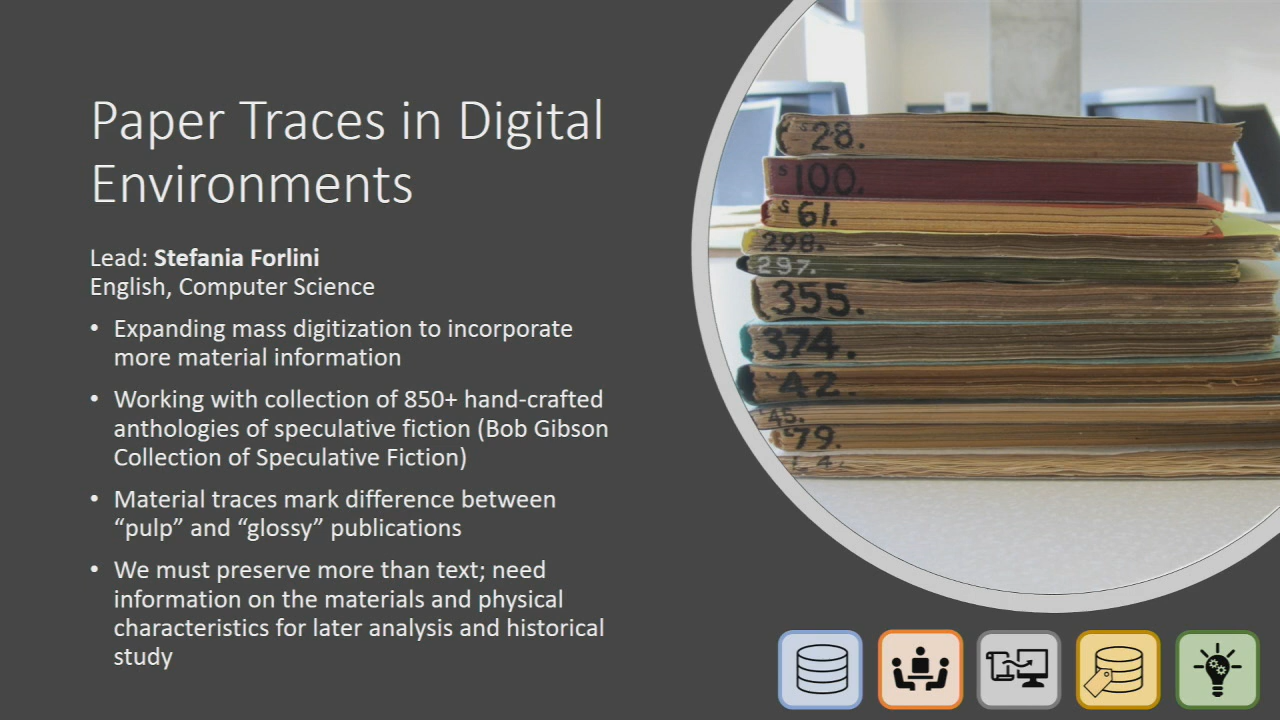 Paper Traces in Digital
Environments
Lead: Stefania Forlini
English, Computer Science
• Expanding mass digitization to incorporate
more material information
• Working with collection of 850+ hand-crafted
anthologies of speculative fiction (Bob Gibson
Collection of Speculative Fiction)
• Material traces mark difference between
“pulp” and “glossy” publications
• We must preserve more than text; need
information on the materials and physical
characteristics for later analysis and historical
study
28.
100.
61.
298.
297.
355.
374.
42.
45.
79.